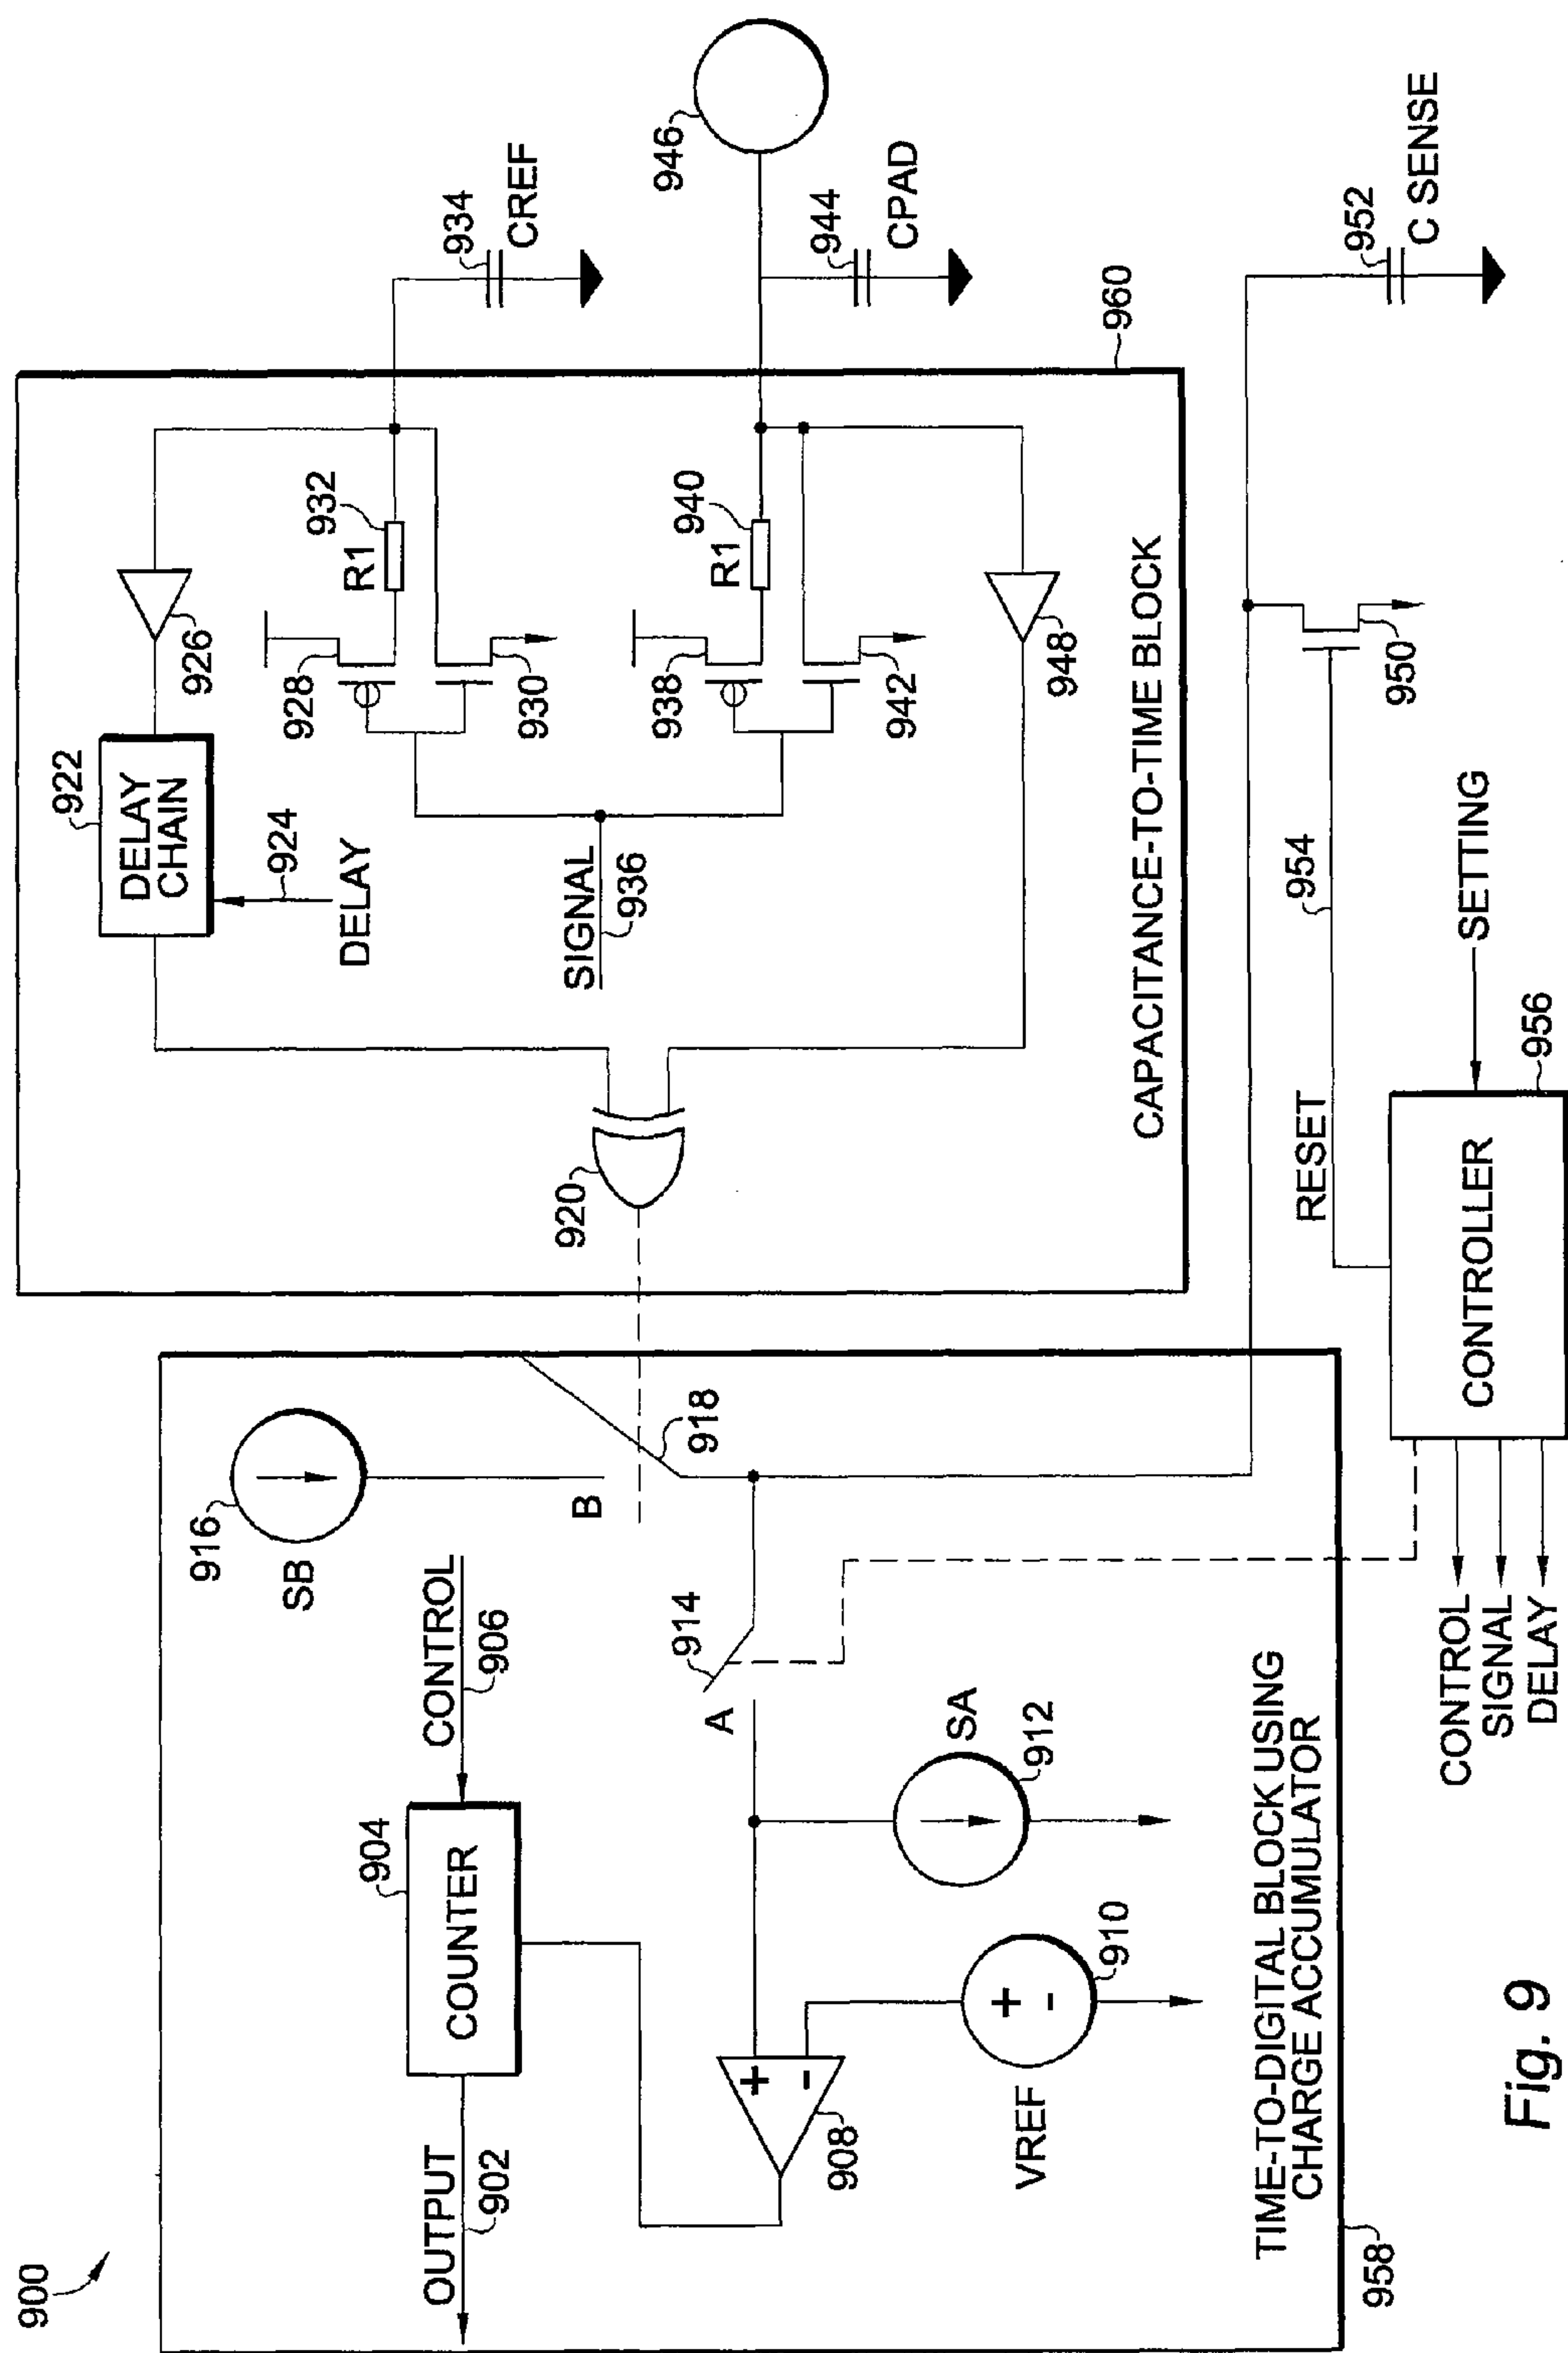 900
OUTPUT
902
904
COUNTER
CONTROL
906
916
SB
B
918
914
A
SA
912
+
-
908
VREF
+
-
910
TIME-TO-DIGITAL BLOCK USING
CHARGE ACCUMULATOR
958
920
922
DELAY
CHAIN
924
DELAY
926
928
930
R1
932
SIGNAL
936
938
942
R1
940
948
CAPACITANCE-TO-TIME BLOCK
960
934
CREF
946
944
CPAD
952
C SENSE
950
954
RESET
SETTING
CONTROLLER
956
CONTROL
SIGNAL
DELAY
Fig. 9